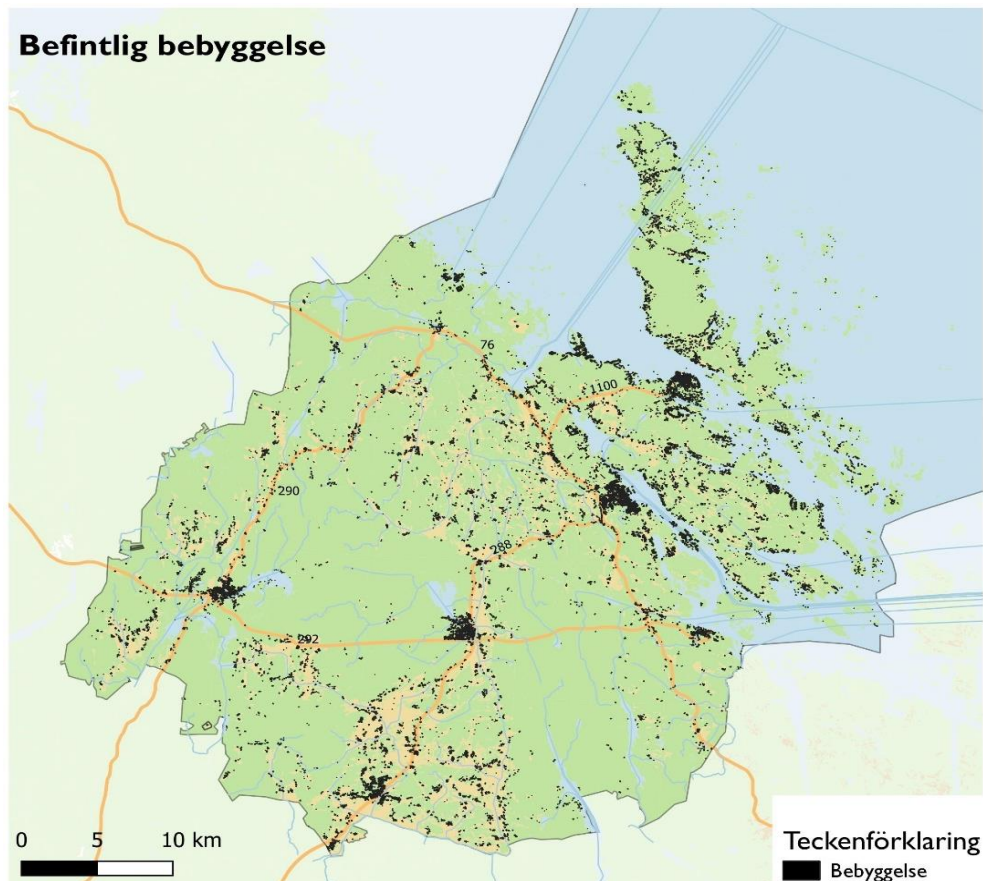 Befintlig bebyggelse
76
1100
290
288
292
0 5 10 km
Teckenförklaring
Bebyggelse